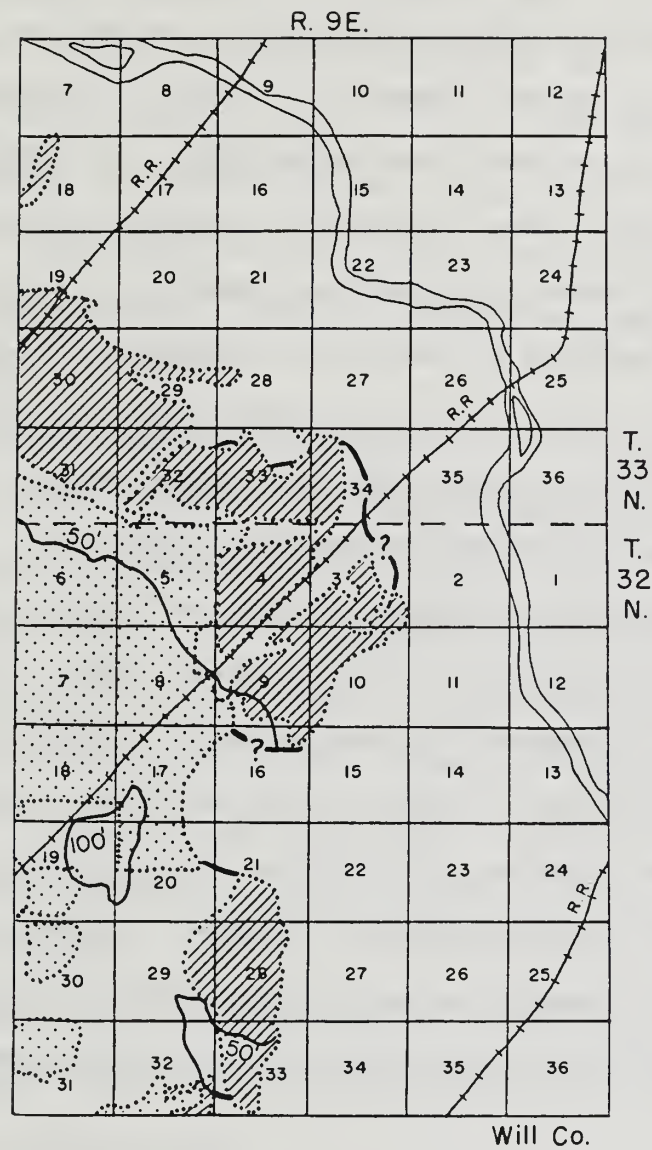 R. 9E.
7 8 9 10 11 12
R.R.
18 17 16 15 14 13
19 20 21 22 23 24
30 29 28 27 26 25
R.R
31 32 33 34 35 36
T.
33
N.
50' ?
6 5 4 3 2 1
T.
32
N.
7 8 9 10 11 12
?
18 17 16 15 14 13
100'
19 20 21 22 23 24
R.R
30 29 28 27 26 25
50'
31 32 33 34 35 36
Will Co.